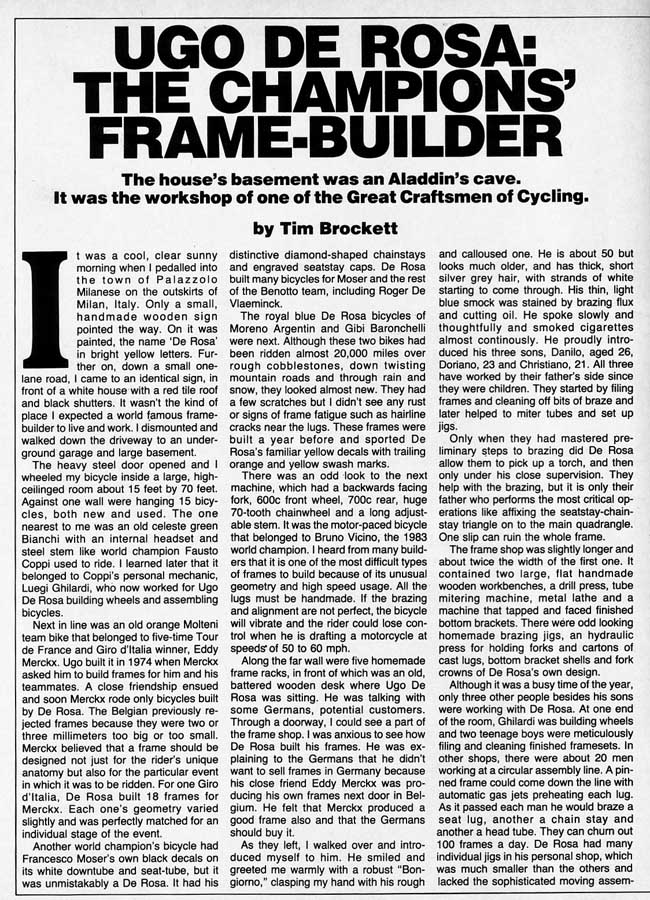 UGO DE ROSA:
THE CHAMPIONS'
FRAME-BUILDER
The house's basement was an Aladdin's cave.
It was the workshop of one of the Great Craftsmen of Cycling.
by Tim Brockett
It was a cool, clear sunny
morning when I pedalled into
the town of Palazzolo
Milanese on the outskirts of
Milan, Italy. Only a small,
handmade wooden sign
pointed the way. On it was
painted, the name 'De Rosa'
in bright yellow letters. Fur-
ther on, down a small one-
lane road, I came to an identical sign, in
front of a white house with a red tile roof
and black shutters. It wasn't the kind of
place I expected a world famous frame-
builder to live and work. I dismounted and
walked down the driveway to an under-
ground garage and large basement.
The heavy steel door opened and I
wheeled my bicycle inside a large, high-
ceilinged room about 15 feet by 70 feet.
Against one wall were hanging 15 bicy-
cles, both new and used. The one
nearest to me was an old celeste green
Bianchi with an internal headset and
steel stem like world champion Fausto
Coppi used to ride. I learned later that it
belonged to Coppi's personal mechanic,
Luegi Ghilardi, who now worked for Ugo
De Rosa building wheels and assembling
bicycles.
Next in line was an old orange Molteni
team bike that belonged to five-time Tour
de France and Giro d'Italia winner, Eddy
Merckx. Ugo built it in 1974 when Merckx
asked him to build frames for him and his
teammates. A close friendship ensued
and soon Merckx rode only bicycles built
by De Rosa. The Belgian previously re-
jected frames because they were two or
three millimeters too big or too small.
Merckx believed that a frame should be
designed not just for the rider's unique
anatomy but also for the particular event
in which it was to be ridden. For one Giro
d'Italia, De Rosa built 18 frames for
Merckx. Each one's geometry varied
slightly and was perfectly matched for an
individual stage of the event.
Another world champion's bicycle had
Francesco Moser's own black decals on
its white downtube and seat-tube, but it
was unmistakably a De Rosa. It had his
distinctive diamond-shaped chainstays
and engraved seatstay caps. De Rosa
built many bicycles for Moser and the rest
of the Benotto team, including Roger De
Vlaeminck.
The royal blue De Rosa bicycles of
Moreno Argentin and Gibi Baronchelli
were next. Although these two bikes had
been ridden almost 20,000 miles over
rough cobblestones, down twisting
mountain roads and through rain and
snow, they looked almost new. They had
a few scratches but I didn't see any rust
or signs of frame fatigue such as hairline
cracks near the lugs. These frames were
built a year before and sported De
Rosa's familiar yellow decals with trailing
orange and yellow swash marks.
There was an odd look to the next
machine, which had a backwards facing
fork, 600c front wheel, 700c rear, huge
70-tooth chainwheel and a long adjust-
able stem. It was the motor-paced bicycle
that belonged to Bruno Vicino, the 1983
world champion. I heard from many build-
ers that it is one of the most difficult types
of frames to build because of its unusual
geometry and high speed usage. All the
lugs must be handmade. If the brazing
and alignment are not perfect, the bicycle
will vibrate and the rider could lose con-
trol when he is drafting a motorcycle at
speeds of 50 to 60 mph.
Along the far wall were five homemade
frame racks, in front of which was an old,
battered wooden desk where Ugo De
Rosa was sitting. He was talking with
some Germans, potential customers.
Through a doorway, I could see a part of
the frame shop. I was anxious to see how
De Rosa built his frames. He was ex-
plaining to the Germans that he didn't
want to sell frames in Germany because
his close friend Eddy Merckx was pro-
ducing his own frames next door in Bel-
gium. He felt that Merckx produced a
good frame also and that the Germans
should buy it.
As they left, I walked over and intro-
duced myself to him. He smiled and
greeted me warmly with a robust "Bon-
giorno," clasping my hand with his rough
and calloused one. He is about 50 but
looks much older, and has thick, short
silver grey hair, with strands of white
starting to come through. His thin, light
blue smock was stained by brazing flux
and cutting oil. He spoke slowly and
thoughtfully and smoked cigarettes
almost continously. He proudly intro-
duced his three sons, Danilo, aged 26,
Doriano, 23 and Christiano, 21. All three
have worked by their father's side since
they were children. They started by filing
frames and cleaning off bits of braze and
later helped to miter tubes and set up
jigs.
Only when they had mastered pre-
liminary steps to brazing did De Rosa
allow them to pick up a torch, and then
only under his close supervision. They
help with the brazing, but it is only their
father who performs the most critical op-
erations like affixing the seatstay-chain-
stay triangle on to the main quadrangle.
One slip can ruin the whole frame.
The frame shop was slightly longer and
about twice the width of the first one. It
contained two large, flat handmade
wooden workbenches, a drill press, tube
mitering machine, metal lathe and a
machine that tapped and faced finished
bottom brackets. There were odd looking
homemade brazing jigs, an hydraulic
press for holding forks and cartons of
cast lugs, bottom bracket shells and fork
crowns of De Rosa's own design.
Although it was a busy time of the year,
only three other people besides his sons
were working with De Rosa. At one end
of the room, Ghilardi was building wheels
and two teenage boys were meticulously
filing and cleaning finished framesets. In
other shops, there were about 20 men
working at a circular assembly line. A pin-
ned frame could come down the line with
automatic gas jets preheating each lug.
As it passed each man he would braze a
seat lug, another a chain stay and
another a head tube. They can churn out
100 frames a day. De Rosa had many
individual jigs in his personal shop, which
was much smaller than the others and
lacked the sophisticated moving assem-